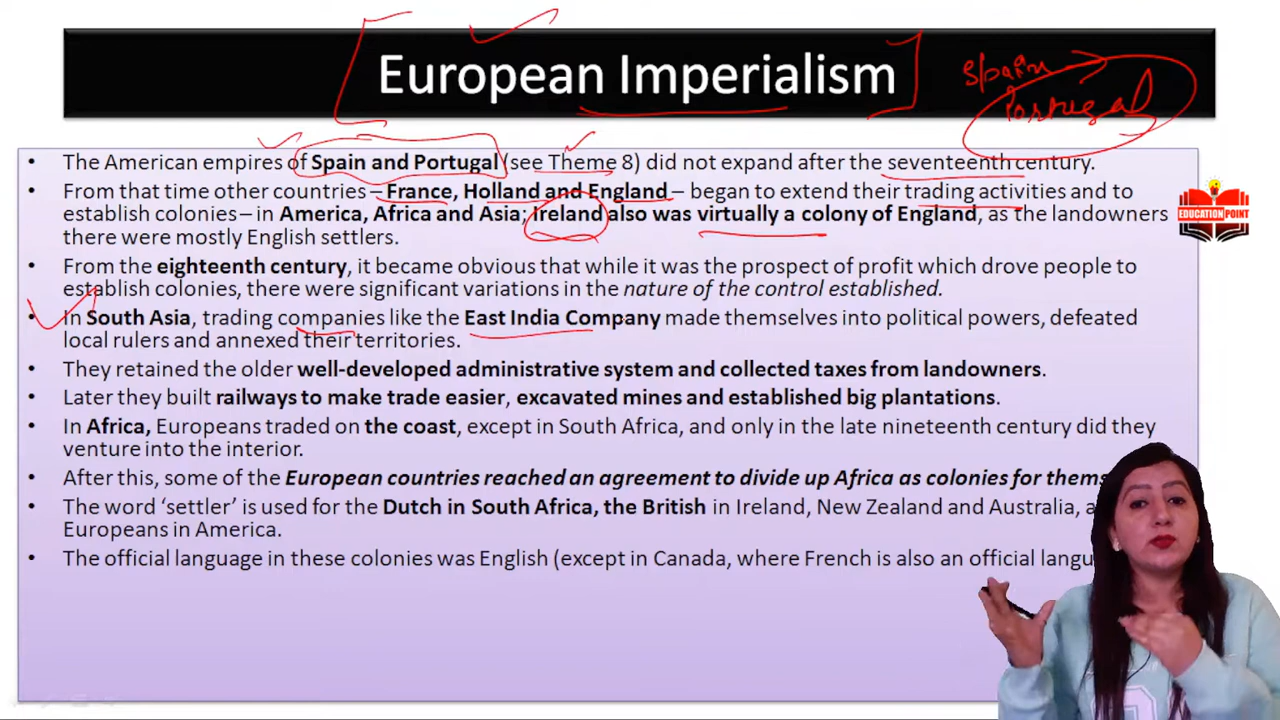 European Imperialism
Spain
Portugal
• The American empires of Spain and Portugal (see Theme 8) did not expand after the seventeenth century.
• From that time other countries – France, Holland and England – began to extend their trading activities and to
establish colonies – in America, Africa and Asia; Ireland also was virtually a colony of England, as the landowners
there were mostly English settlers.
EDUCATION POINT
• From the eighteenth century, it became obvious that while it was the prospect of profit which drove people to
establish colonies, there were significant variations in the nature of the control established.
• In South Asia, trading companies like the East India Company made themselves into political powers, defeated
local rulers and annexed their territories.
• They retained the older well-developed administrative system and collected taxes from landowners.
• Later they built railways to make trade easier, excavated mines and established big plantations.
• In Africa, Europeans traded on the coast, except in South Africa, and only in the late nineteenth century did they
venture into the interior.
• After this, some of the European countries reached an agreement to divide up Africa as colonies for
• The word ‘settler’ is used for the Dutch in South Africa, the British in Ireland, New Zealand and Australia,
Europeans in America.
• The official language in these colonies was English (except in Canada, where French is also an official